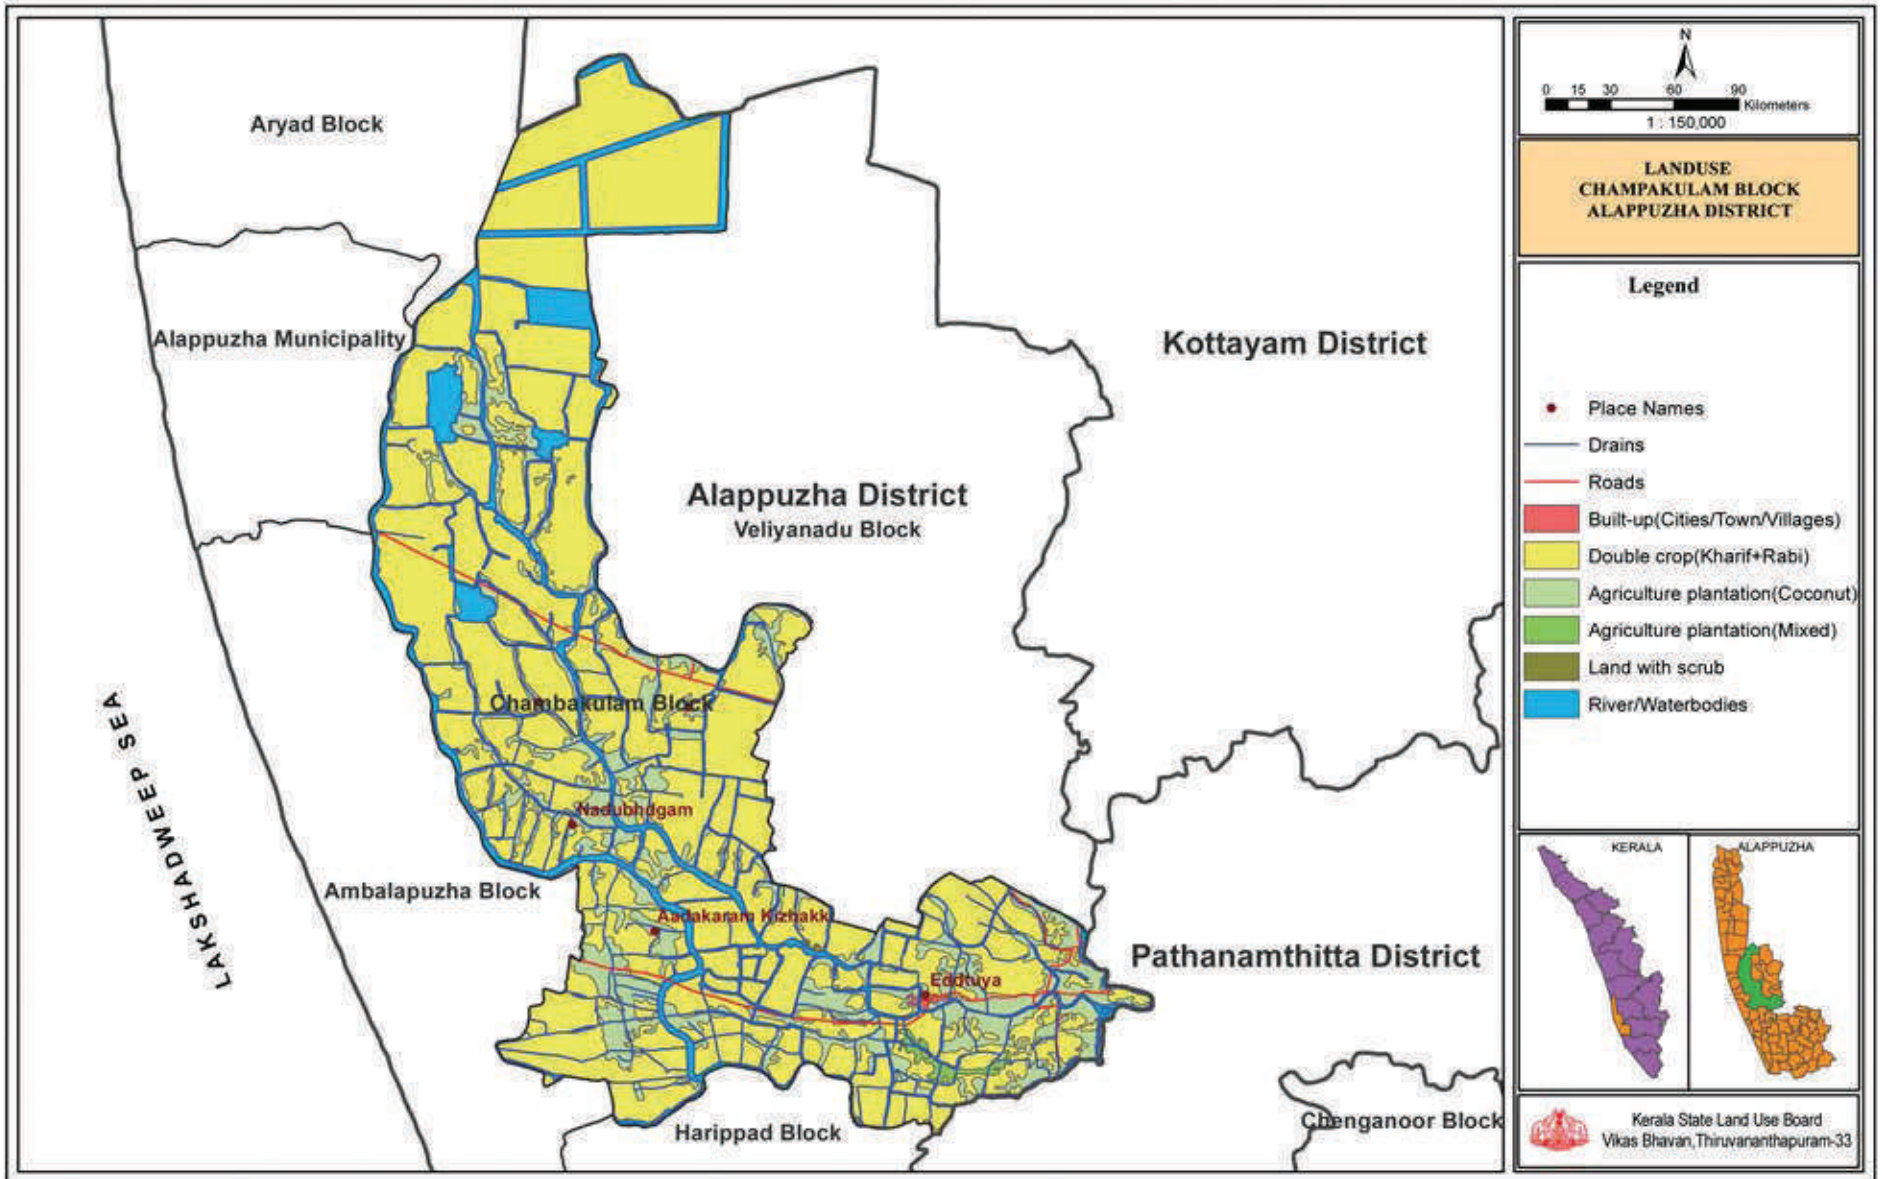 Aryad Block
Alappuzha Municipality
Kottayam District
Alappuzha District
Veliyanadu Block
Chambakulam Block
LAKSHADWEEP SEA
Nadubhdgam
Ambalapuzha Block
Aadakaram Kizhakk
Pathanamthitta District
Eddtuya
Harippad Block
Chenganoor Block
N
0 15 30 60 90
Kilometers
1 : 150,000
LANDUSE
CHAMPAKULAM BLOCK
ALAPPUZHA DISTRICT
Legend
Place Names
Drains
Roads
Built-up(Cities/Town/Villages)
Double crop(Kharif+Rabi)
Agriculture plantation(Coconut)
Agriculture plantation(Mixed)
Land with scrub
River/Waterbodies
KERALA
ALAPPUZHA
Kerala State Land Use Board
Vikas Bhavan,Thiruvananthapuram-33